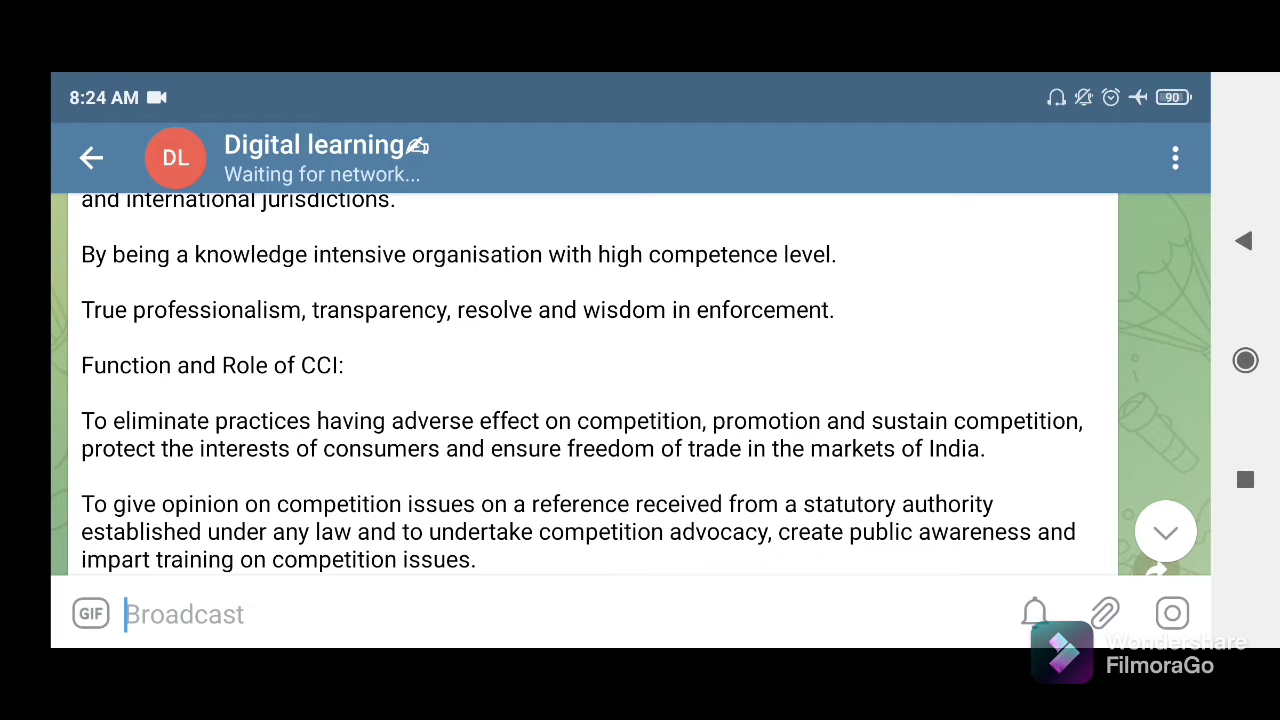 8:24 AM
90
DL
Digital learning✍
Waiting for network...
and international jurisdictions.
By being a knowledge intensive organisation with high competence level.
True professionalism, transparency, resolve and wisdom in enforcement.
Function and Role of CCI:
To eliminate practices having adverse effect on competition, promotion and sustain competition,
protect the interests of consumers and ensure freedom of trade in the markets of India.
To give opinion on competition issues on a reference received from a statutory authority
established under any law and to undertake competition advocacy, create public awareness and
impart training on competition issues.
GIF
Broadcast
Wondershare
FilmoraGo